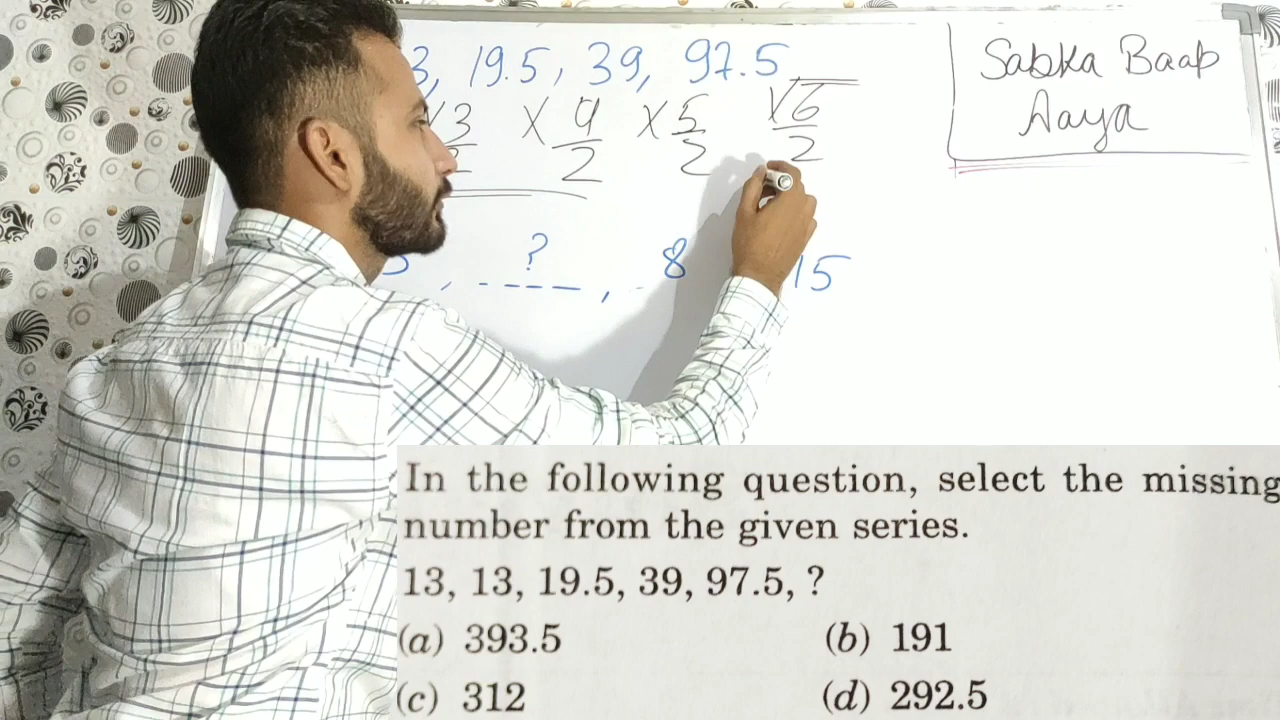 3, 19.5, 39, 97.5
Sabka Baap
Aaya
×3/2 ×4/2 ×5/2 ×6/2
? , 8 15
In the following question, select the missing
number from the given series.
13, 13, 19.5, 39, 97.5, ?
(a) 393.5 (b) 191
(c) 312 (d) 292.5